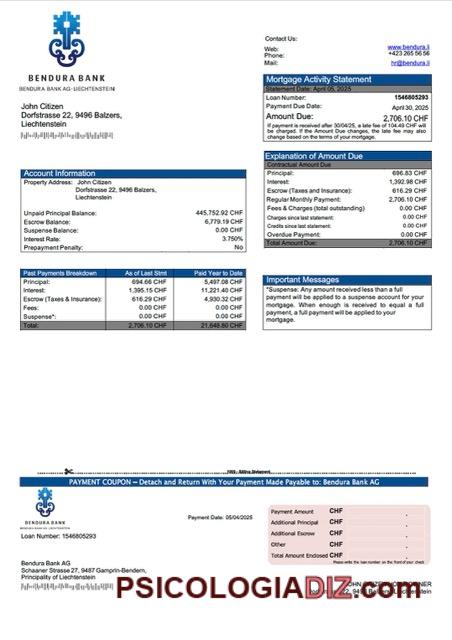 BENDURA BANK
BENDURA BANK AG-LIECHTENSTEIN
John Citizen
Dorfstrasse 22, 9496 Balzers,
Liechtenstein
Contact Us:
Web: www.bendura.li
Phone: +423 265 56 56
Mail: hr@bendura.li
Mortgage Activity Statement
Statement Date: April 05, 2025
Loan Number: 1546805293
Payment Due Date: April 30, 2025
Amount Due: 2,706.10 CHF
If payment is received after 30/04/25, a late fee of 104.49 CHF will
be charged. If the Amount Due changes, the late fee may also
change based on the terms of your mortgage.
Account Information
Property Address: John Citizen
Dorfstrasse 22, 9496 Balzers,
Liechtenstein
Unpaid Principal Balance: 445,752.92 CHF
Escrow Balance: 6,779.19 CHF
Suspense Balance: 0.00 CHF
Interest Rate: 3.750%
Prepayment Penalty: No
Explanation of Amount Due
Contractual Amount Due
Principal: 696.83 CHF
Interest: 1,392.98 CHF
Escrow (Taxes and Insurance): 616.29 CHF
Regular Monthly Payment: 2,706.10 CHF
Fees & Charges (total outstanding) 0.00 CHF
Charges since last statement: 0.00 CHF
Credits since last statement: 0.00 CHF
Overdue Payment: 0.00 CHF
Total Amount Due: 2,706.10 CHF
Past Payments Breakdown As of Last Stmt Paid Year to Date
Principal: 694.66 CHF 5,497.08 CHF
Interest: 1,395.15 CHF 11,221.40 CHF
Escrow (Taxes & Insurance): 616.29 CHF 4,930.32 CHF
Fees: 0.00 CHF 0.00 CHF
Suspense*: 0.00 CHF 0.00 CHF
Total: 2,706.10 CHF 21,648.80 CHF
Important Messages
*Suspense: Any amount received less than a full
payment will be applied to a suspense account for your
mortgage. When enough is received to equal a full
payment, a full payment will be applied to your
mortgage.
PAYMENT COUPON – Detach and Return With Your Payment Made Payable to: Bendura Bank AG
BENDURA BANK
Loan Number: 1546805293
Payment Date: 05/04/2025
Payment Amount CHF
Additional Principal CHF
Additional Escrow CHF
Other CHF
Total Amount Enclosed CHF
Please write the loan number on the front of your check
Bendura Bank AG
Schaaner Strasse 27, 9487 Gamprin-Bendern,
Principality of Liechtenstein
PSICOLOGIADIZ.com